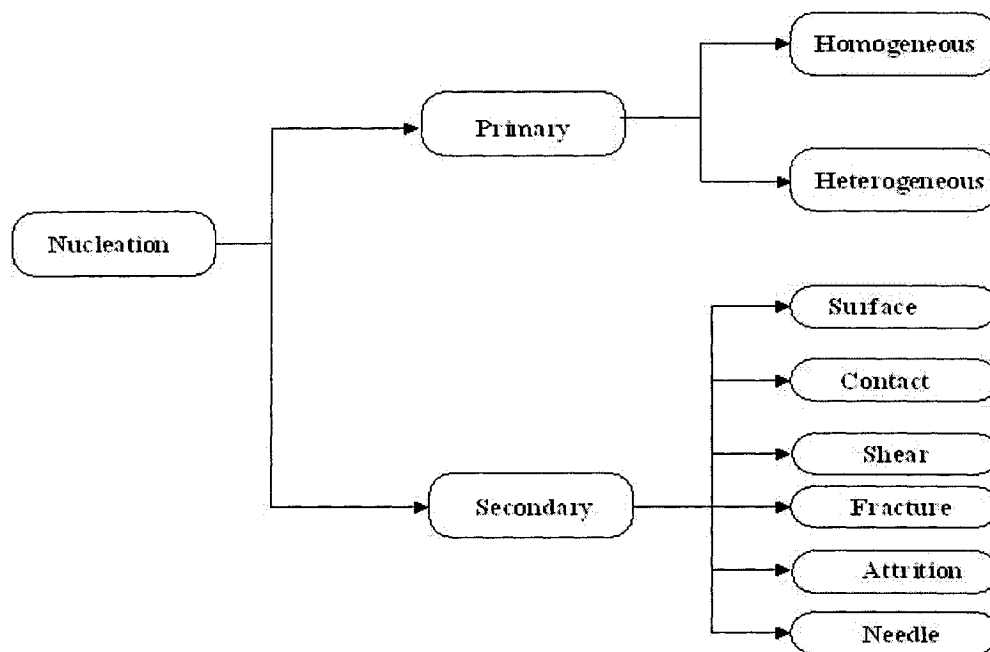 Homogeneous
Primary
Heterogeneous
Nucleation
Surface
Contact
Shear
Secondary
Fracture
Attrition
Needle